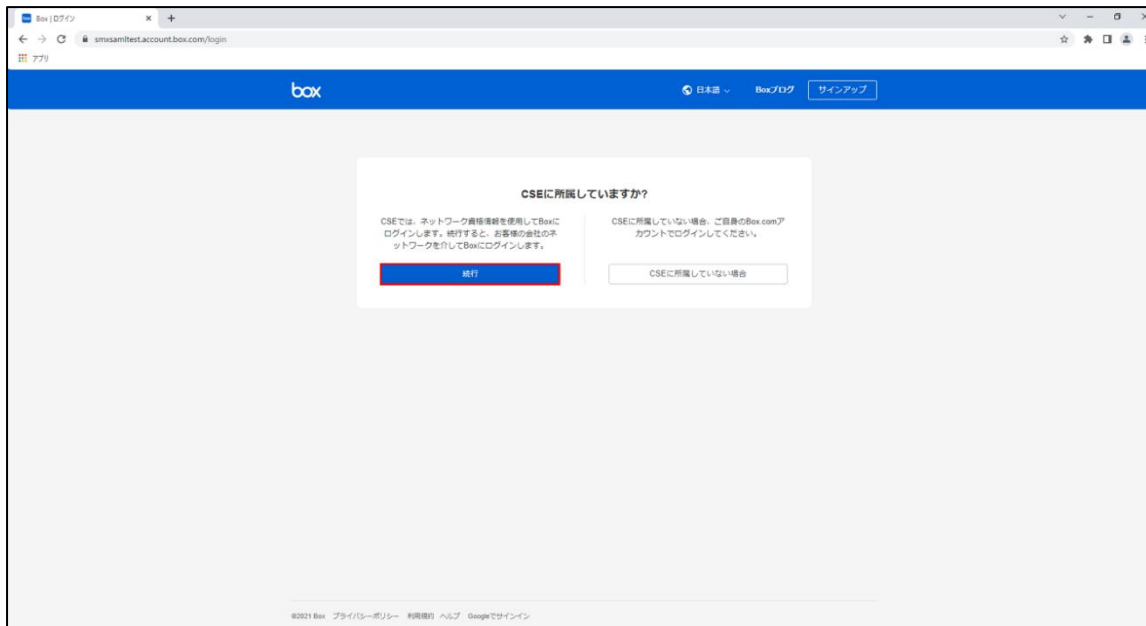 Box | ログイン
smxsamltest.account.box.com/login
アプリ
box
日本語
Boxブログ
サインアップ
CSEに所属していますか?
CSEでは、ネットワーク資格情報を使用してBoxに
ログインします。続行すると、お客様の会社のネ
ットワークを介してBoxにログインします。
続行
CSEに所属していない場合、ご自身のBox.comア
カウントでログインしてください。
CSEに所属していない場合
©2021 Box プライバシーポリシー 利用規約 ヘルプ Googleでサインイン